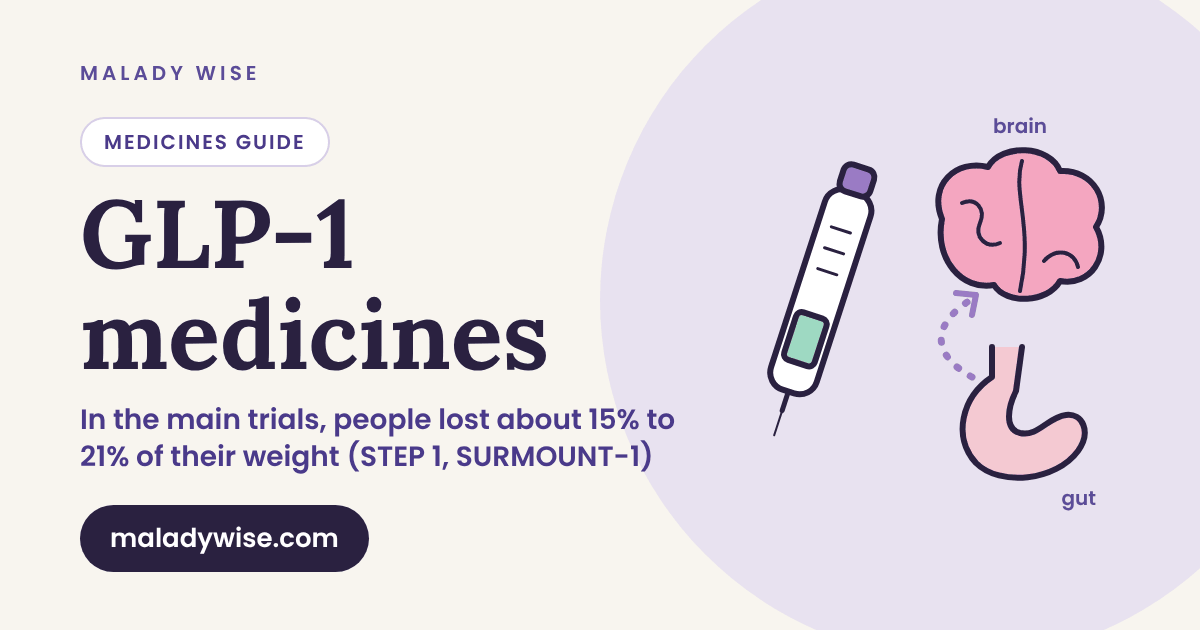 MALADY WISE
MEDICINES GUIDE
GLP-1
medicines
In the main trials, people lost about 15% to
21% of their weight (STEP 1, SURMOUNT-1)
maladywise.com
brain
gut